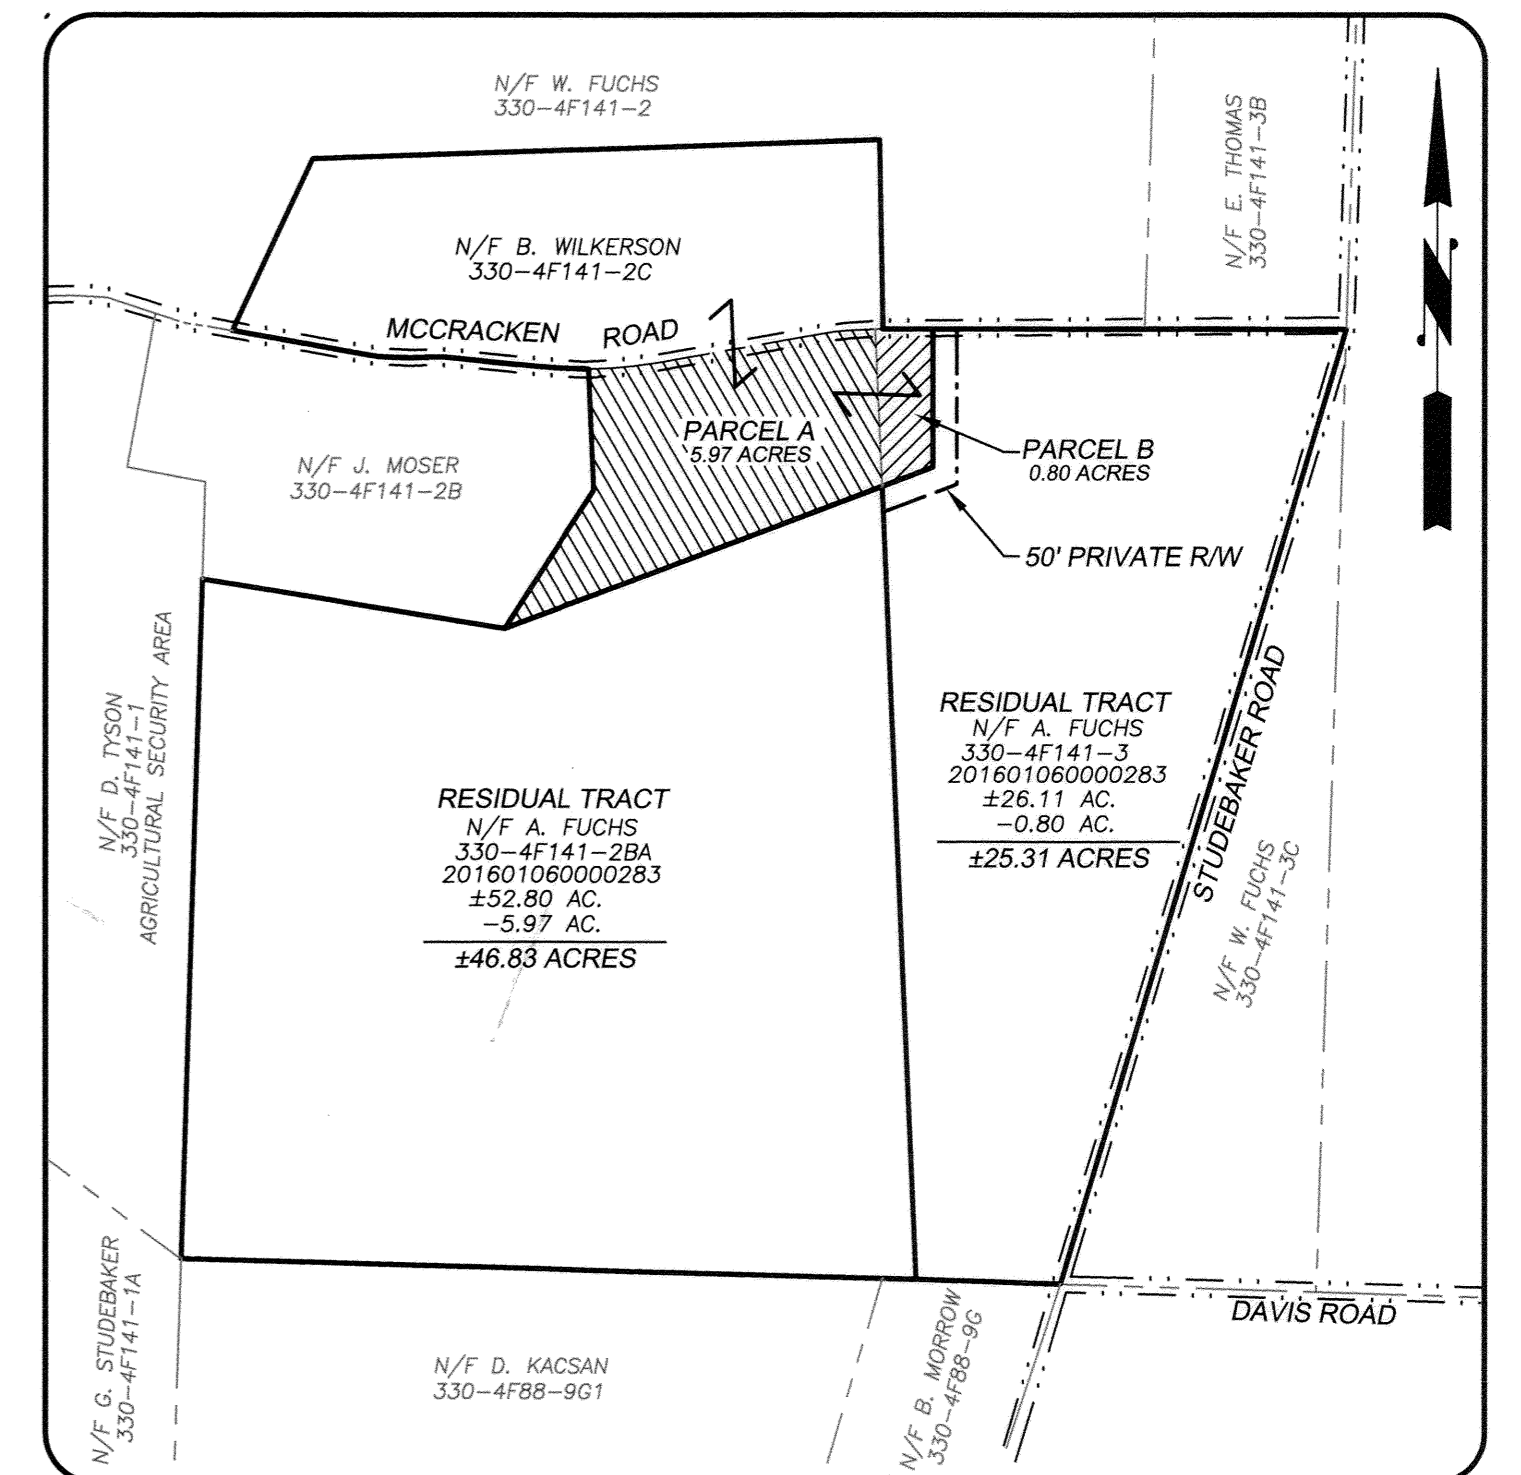 N/F W. FUCHS
330-4F141-2
N/F E. THOMAS
330-4F141-3B
N/F B. WILKERSON
330-4F141-2C
MCCRACKEN ROAD
N
PARCEL A
5.97 ACRES
PARCEL B
0.80 ACRES
N/F J. MOSER
330-4F141-2B
50' PRIVATE R/W
N/F D. TYSON
330-4F141-1
AGRICULTURAL SECURITY AREA
RESIDUAL TRACT
N/F A. FUCHS
330-4F141-3
201601060000283
±26.11 AC.
-0.80 AC.
±25.31 ACRES
STUDEBAKER ROAD
RESIDUAL TRACT
N/F A. FUCHS
330-4F141-2BA
201601060000283
±52.80 AC.
-5.97 AC.
±46.83 ACRES
N/F W. FUCHS
330-4F141-3C
N/F G. STUDEBAKER
330-4F141-1A
N/F D. KACSAN
330-4F88-9G1
N/F B. MORROW
330-4F88-9G
DAVIS ROAD